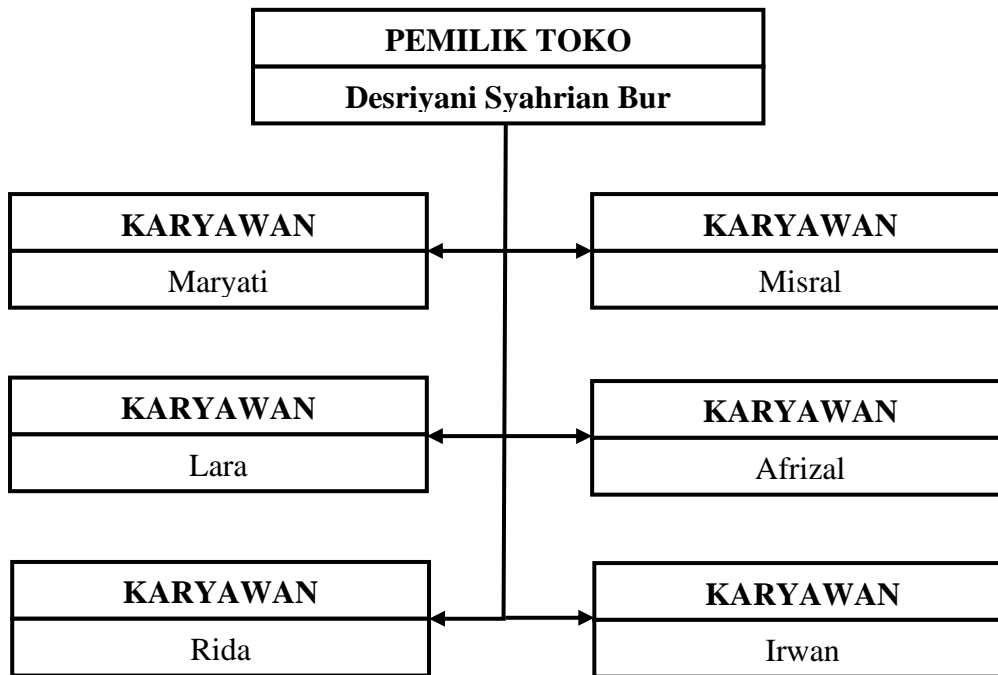 PEMILIK TOKO
Desriyani Syahrian Bur
KARYAWAN
Maryati
KARYAWAN
Misral
KARYAWAN
Lara
KARYAWAN
Afrizal
KARYAWAN
Rida
KARYAWAN
Irwan